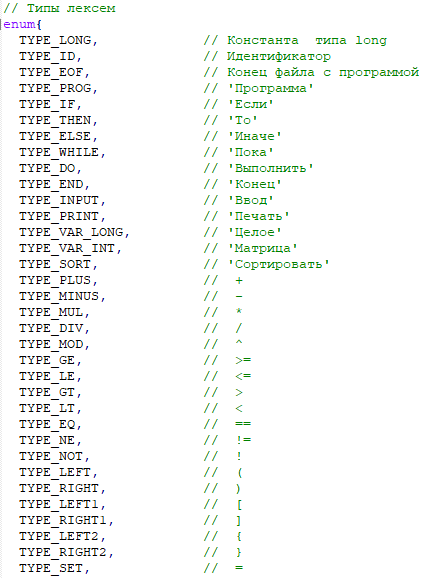 // Типы лексем
enum{
TYPE_LONG, // Константа типа long
TYPE_ID, // Идентификатор
TYPE_EOF, // Конец файла с программой
TYPE_PROG, // 'Программа'
TYPE_IF, // 'Если'
TYPE_THEN, // 'То'
TYPE_ELSE, // 'Иначе'
TYPE_WHILE, // 'Пока'
TYPE_DO, // 'Выполнить'
TYPE_END, // 'Конец'
TYPE_INPUT, // 'Ввод'
TYPE_PRINT, // 'Печать'
TYPE_VAR_LONG, // 'Целое'
TYPE_VAR_INT, // 'Матрица'
TYPE_SORT, // 'Сортировать'
TYPE_PLUS, // +
TYPE_MINUS, // -
TYPE_MUL, // *
TYPE_DIV, // /
TYPE_MOD, // ^
TYPE_GE, // >=
TYPE_LE, // <=
TYPE_GT, // >
TYPE_LT, // <
TYPE_EQ, // ==
TYPE_NE, // !=
TYPE_NOT, // !
TYPE_LEFT, // (
TYPE_RIGHT, // )
TYPE_LEFT1, // [
TYPE_RIGHT1, // ]
TYPE_LEFT2, // {
TYPE_RIGHT2, // }
TYPE_SET, // =